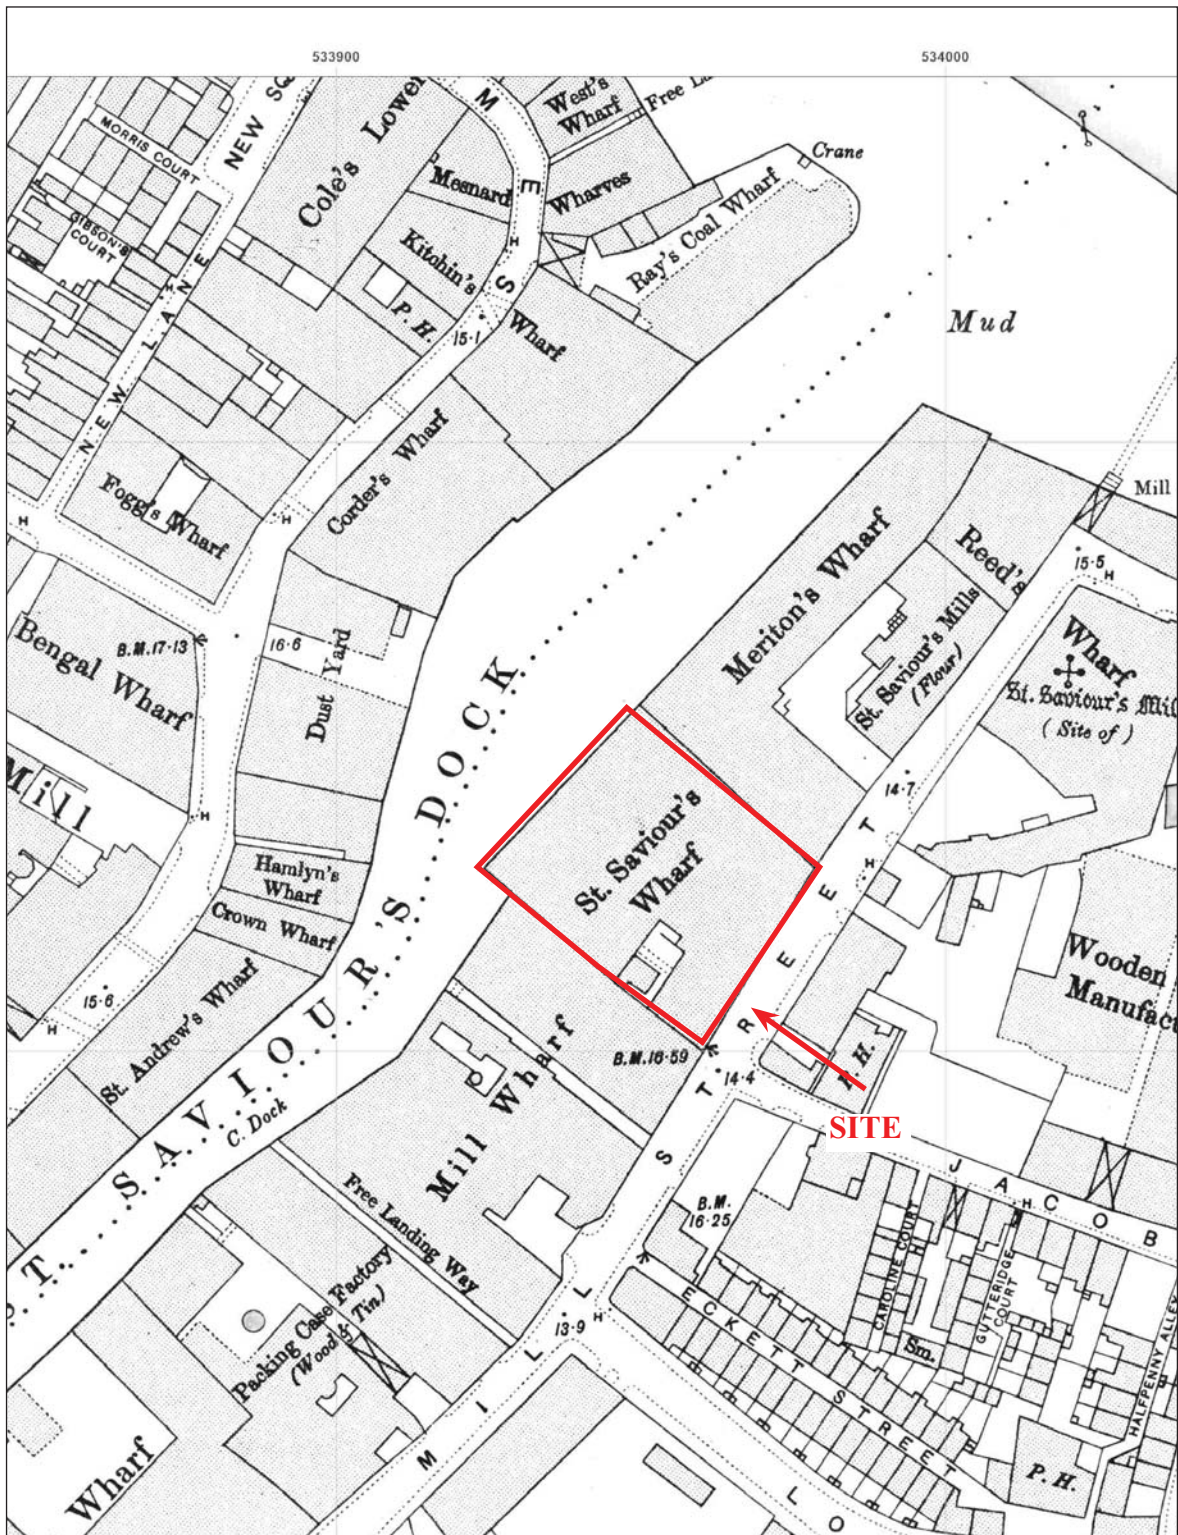 533900
534000
MORRIS COURT
NEW SQ
Cole's Lower
M E S
West's
Wharf
Free La
Crane
Mesnard
Wharves
GIBSON'S
COURT
Kitchin's
Wharf
P. H.
H
Ray's Coal Wharf
15·1
Mud
NEW LANE
H
Corder's Wharf
Fogg's Wharf
H
H
Mill
Meriton's Wharf
Reed's
Wharf
15·5
H
St. Saviour's Mills
(Flour)
St. Saviour's Mil
(Site of)
Bengal Wharf
B.M.17·13
16·6
Dust Yard
Mill
H
14·7
H
St. Saviour's
Wharf
Hamlyn's
Wharf
Crown Wharf
St. Andrew's Wharf
15·6
H
Wooden
Manufact
ST. SAVIOUR'S DOCK
C. Dock
B.M.16·59
14·4
P. H.
SITE
Mill Wharf
Free Landing Way
B.M.
16·25
JACOB
H
CAROLINE COURT
GUTTERIDGE
COURT
HALFPENNY ALLEY
Sm.
Packing Case Factory
(Wood & Tin)
13·9
H
ECKETT STREET
P. H.
Wharf
MILL STREET
L O